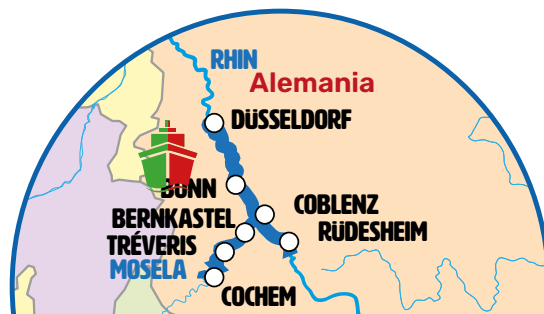 RHIN
Alemania
DÜSSELDORF
BONN
COBLENZ
BERNKASTEL
RÜDESHEIM
TRÉVERIS
MOSELA
COCHEM